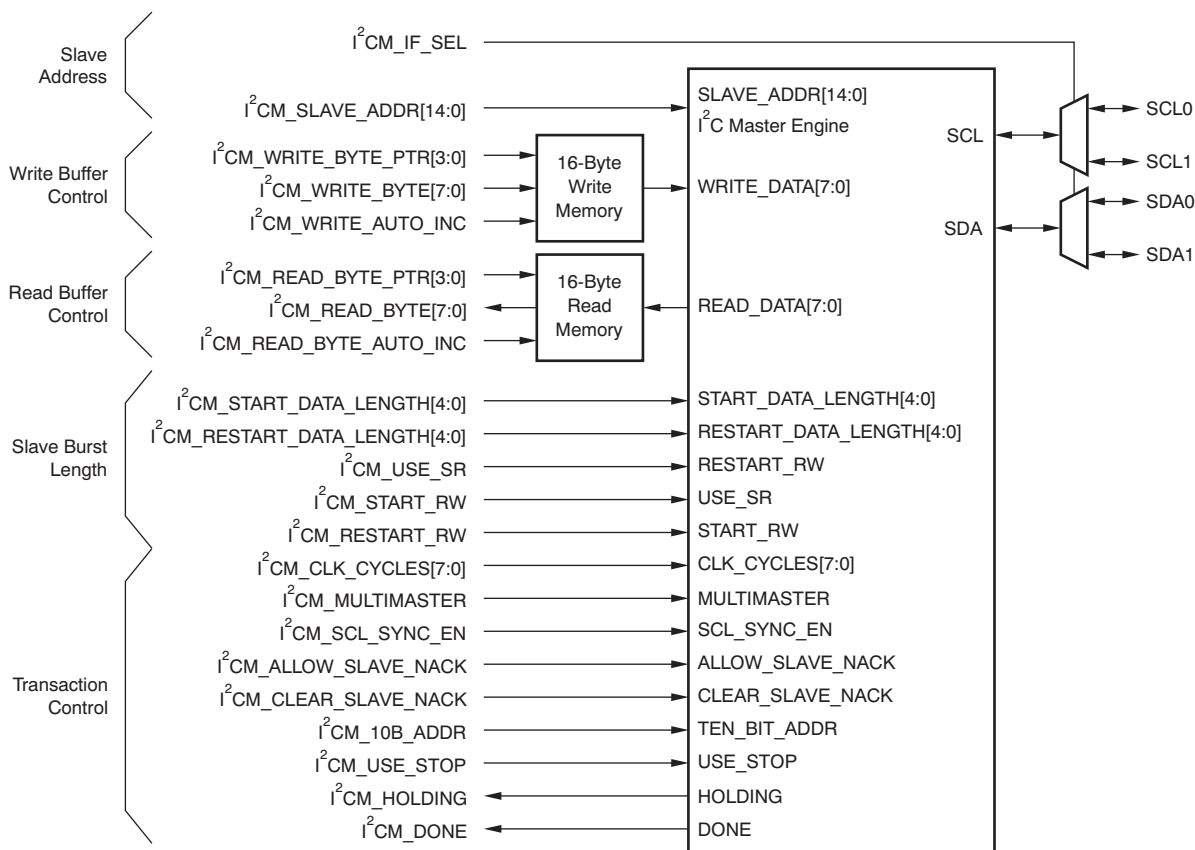 Slave
Address
I²CM_IF_SEL
I²CM_SLAVE_ADDR[14:0]
SLAVE_ADDR[14:0]
I²C Master Engine
SCL
SCL0
SCL1
SDA
SDA0
SDA1
Write Buffer
Control
I²CM_WRITE_BYTE_PTR[3:0]
I²CM_WRITE_BYTE[7:0]
I²CM_WRITE_AUTO_INC
16-Byte
Write
Memory
WRITE_DATA[7:0]
Read Buffer
Control
I²CM_READ_BYTE_PTR[3:0]
I²CM_READ_BYTE[7:0]
I²CM_READ_BYTE_AUTO_INC
16-Byte
Read
Memory
READ_DATA[7:0]
Slave Burst
Length
I²CM_START_DATA_LENGTH[4:0]
START_DATA_LENGTH[4:0]
I²CM_RESTART_DATA_LENGTH[4:0]
RESTART_DATA_LENGTH[4:0]
I²CM_USE_SR
RESTART_RW
I²CM_START_RW
USE_SR
I²CM_RESTART_RW
START_RW
Transaction
Control
I²CM_CLK_CYCLES[7:0]
CLK_CYCLES[7:0]
I²CM_MULTIMASTER
MULTIMASTER
I²CM_SCL_SYNC_EN
SCL_SYNC_EN
I²CM_ALLOW_SLAVE_NACK
ALLOW_SLAVE_NACK
I²CM_CLEAR_SLAVE_NACK
CLEAR_SLAVE_NACK
I²CM_10B_ADDR
TEN_BIT_ADDR
I²CM_USE_STOP
USE_STOP
I²CM_HOLDING
HOLDING
I²CM_DONE
DONE